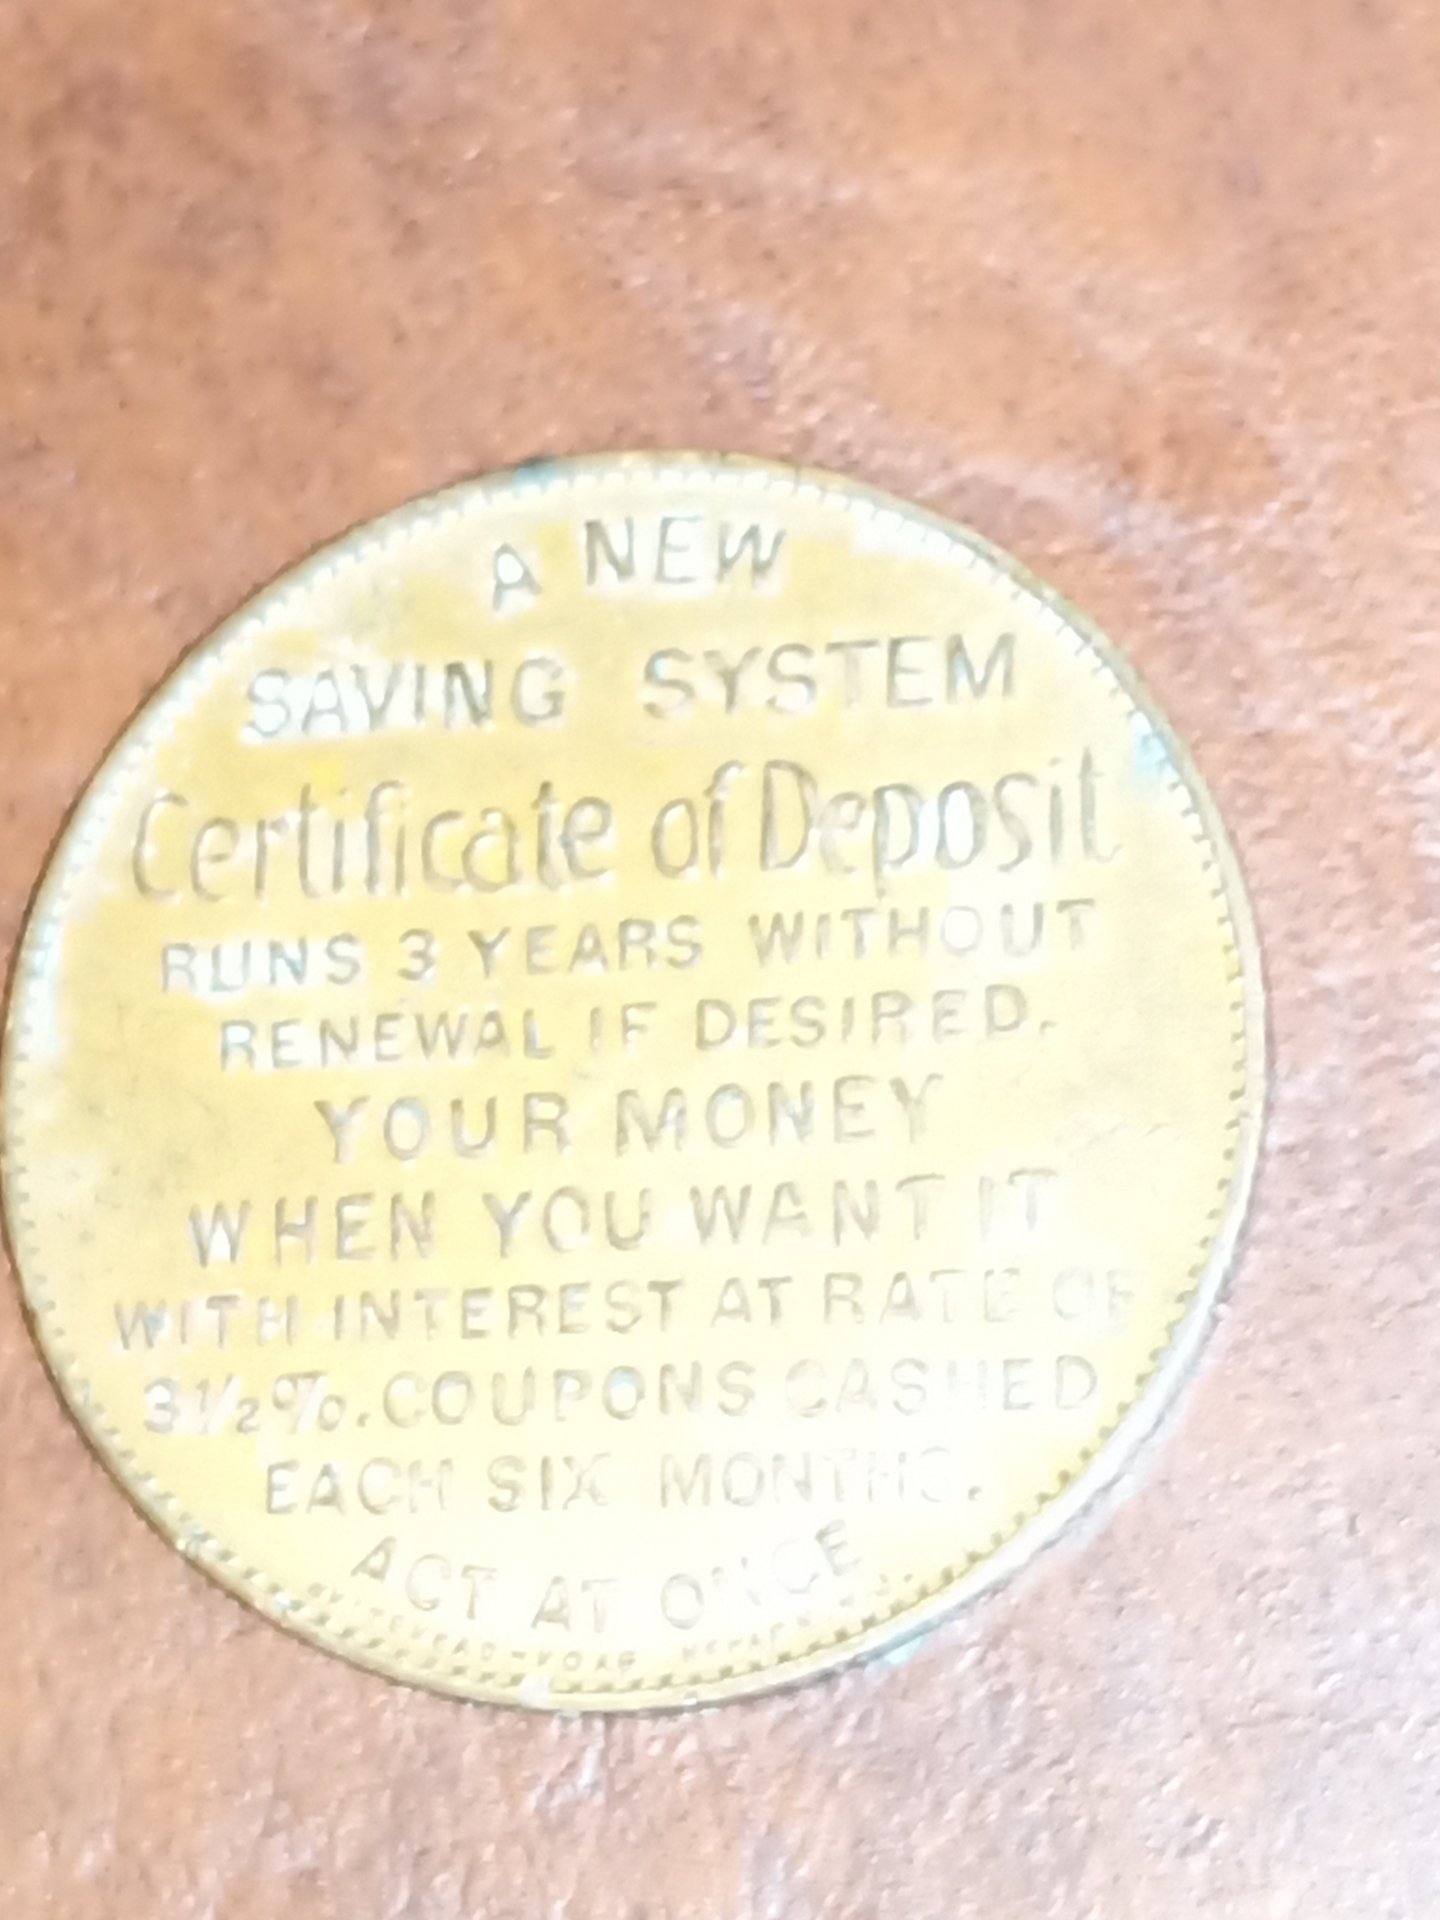 A NEW
SAVING SYSTEM
Certificate of Deposit
RUNS 3 YEARS WITHOUT
RENEWAL IF DESIRED.
YOUR MONEY
WHEN YOU WANT IT
WITH INTEREST AT RATE OF
3½%. COUPONS CASHED
EACH SIX MONTHS.
ACT AT ONCE